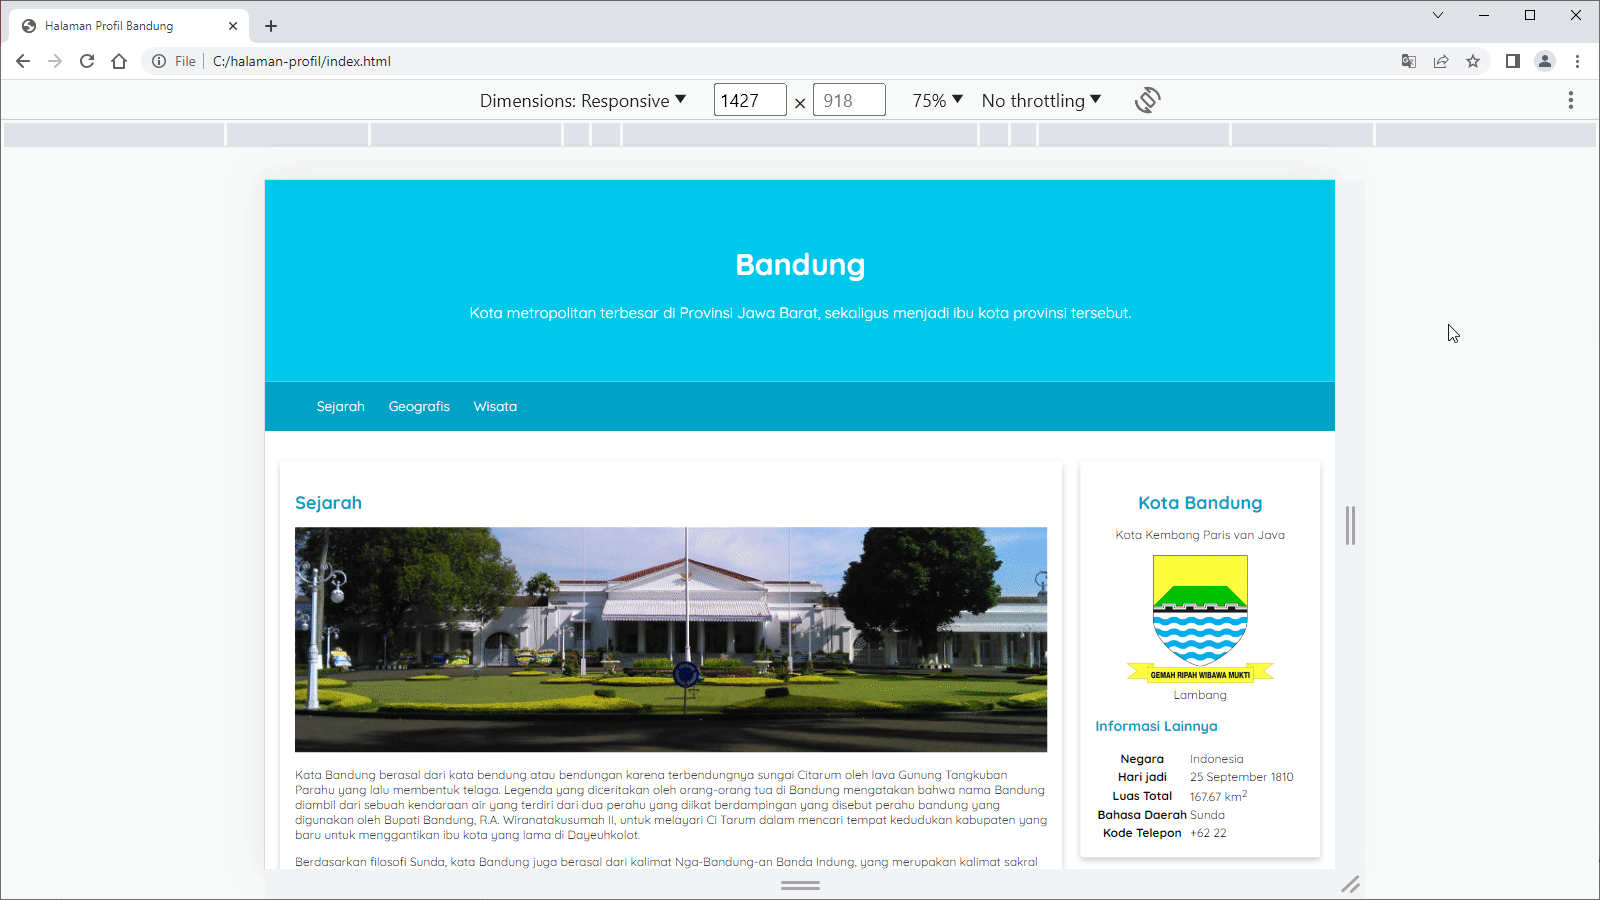 Halaman Profil Bandung
File
C:/halaman-profil/index.html
Dimensions: Responsive
1427 × 918
75%
No throttling
Bandung
Kota metropolitan terbesar di Provinsi Jawa Barat, sekaligus menjadi ibu kota provinsi tersebut.
Sejarah Geografis Wisata
Sejarah
Kata Bandung berasal dari kata bendung atau bendungan karena terbendungnya sungai Citarum oleh lava Gunung Tangkuban
Parahu yang lalu membentuk telaga. Legenda yang diceritakan oleh orang-orang tua di Bandung mengatakan bahwa nama Bandung
diambil dari sebuah kendaraan air yang terdiri dari dua perahu yang diikat berdampingan yang disebut perahu bandung yang
digunakan oleh Bupati Bandung, R.A. Wiranatakusumah II, untuk melayari Ci Tarum dalam mencari tempat kedudukan kabupaten yang
baru untuk menggantikan ibu kota yang lama di Dayeuhkolot.
Berdasarkan filosofi Sunda, kata Bandung juga berasal dari kalimat Nga-Bandung-an Banda Indung, yang merupakan kalimat sakral
Kota Bandung
Kota Kembang Paris van Java
GEMAH RIPAH WIBAWA MUKTI
Lambang
Informasi Lainnya
Negara Indonesia
Hari jadi 25 September 1810
Luas Total 167.67 km²
Bahasa Daerah Sunda
Kode Telepon +62 22